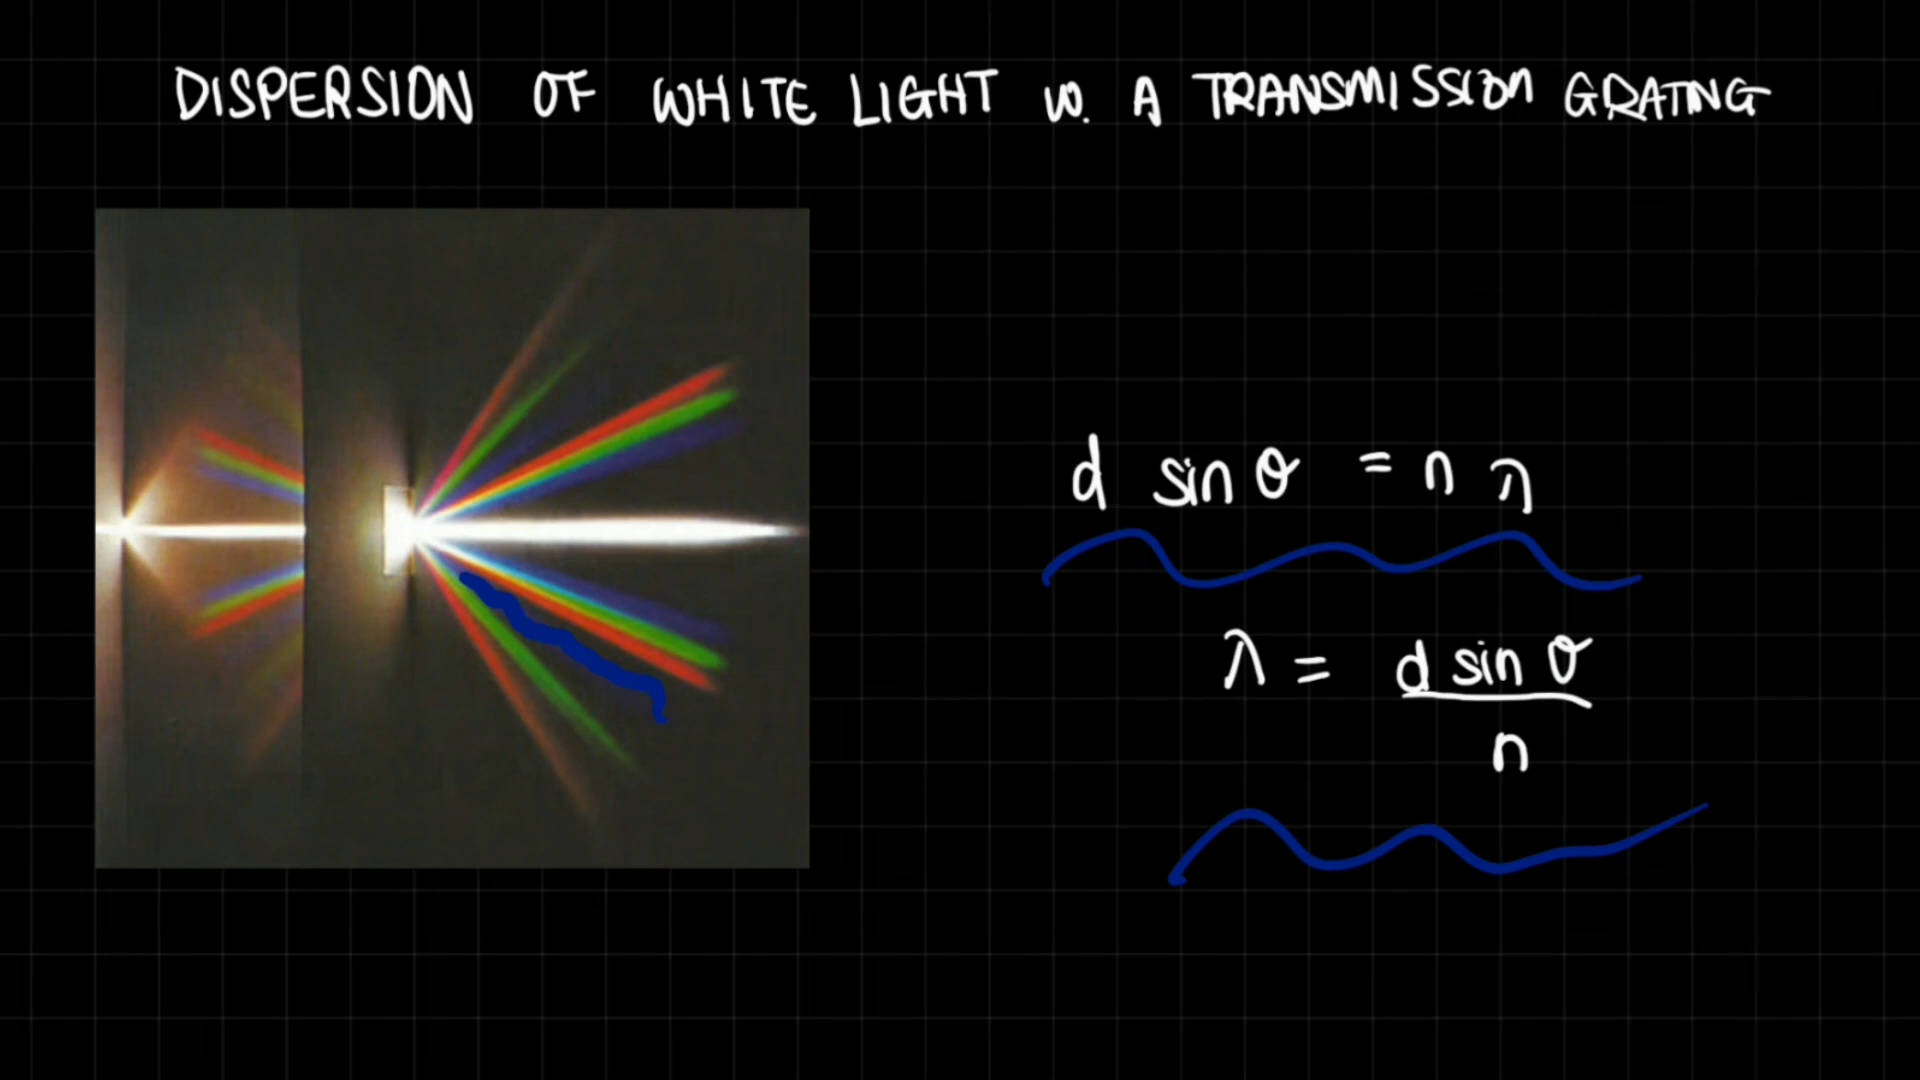 DISPERSION OF WHITE LIGHT W. A TRANSMISSION GRATING
d sin θ = n λ
λ = d sin θ
n